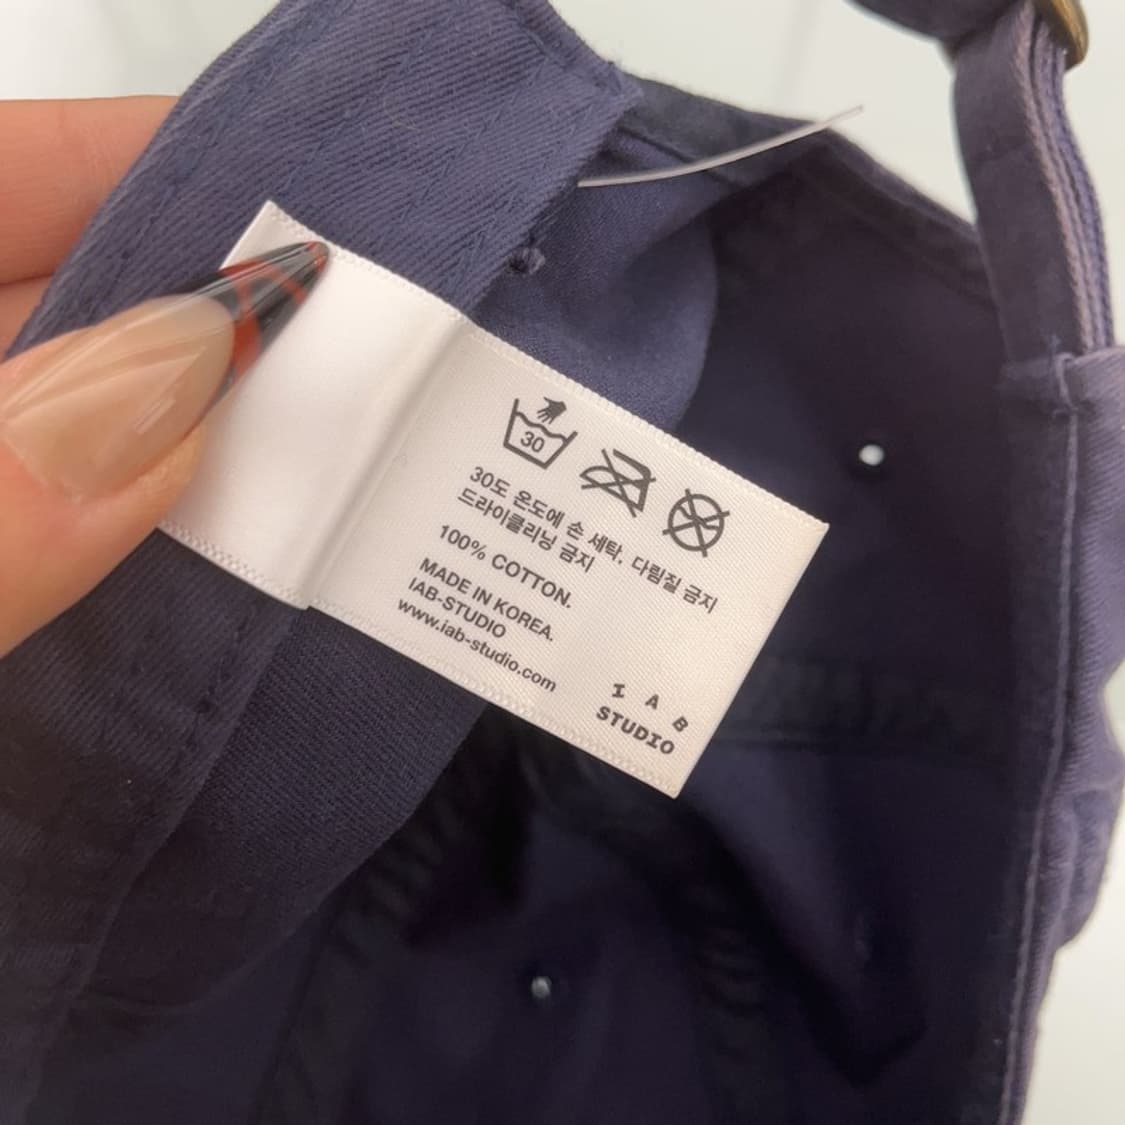 30
30도 온도에 손 세탁, 다림질 금지
드라이클리닝 금지
100% COTTON.
MADE IN KOREA.
IAB-STUDIO
www.iab-studio.com
I A B
STUDIO